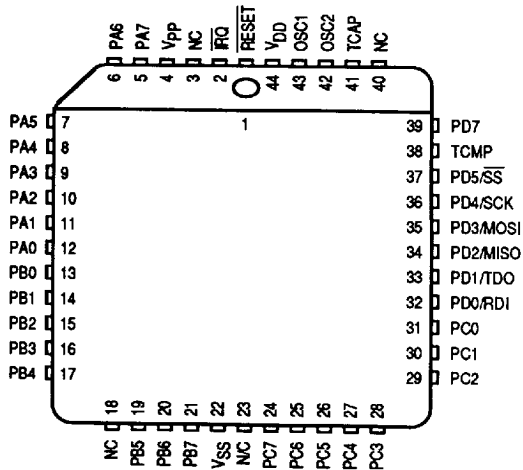 PA6 PA7 VPP NC IRQ RESET VDD OSC1 OSC2 TCAP NC
6 5 4 3 2 44 43 42 41 40
1
PA5 7
PA4 8
PA3 9
PA2 10
PA1 11
PA0 12
PB0 13
PB1 14
PB2 15
PB3 16
PB4 17
39 PD7
38 TCMP
37 PD5/SS
36 PD4/SCK
35 PD3/MOSI
34 PD2/MISO
33 PD1/TDO
32 PD0/RDI
31 PC0
30 PC1
29 PC2
18 19 20 21 22 23 24 25 26 27 28
NC PB5 PB6 PB7 VSS N/C PC7 PC6 PC5 PC4 PC3